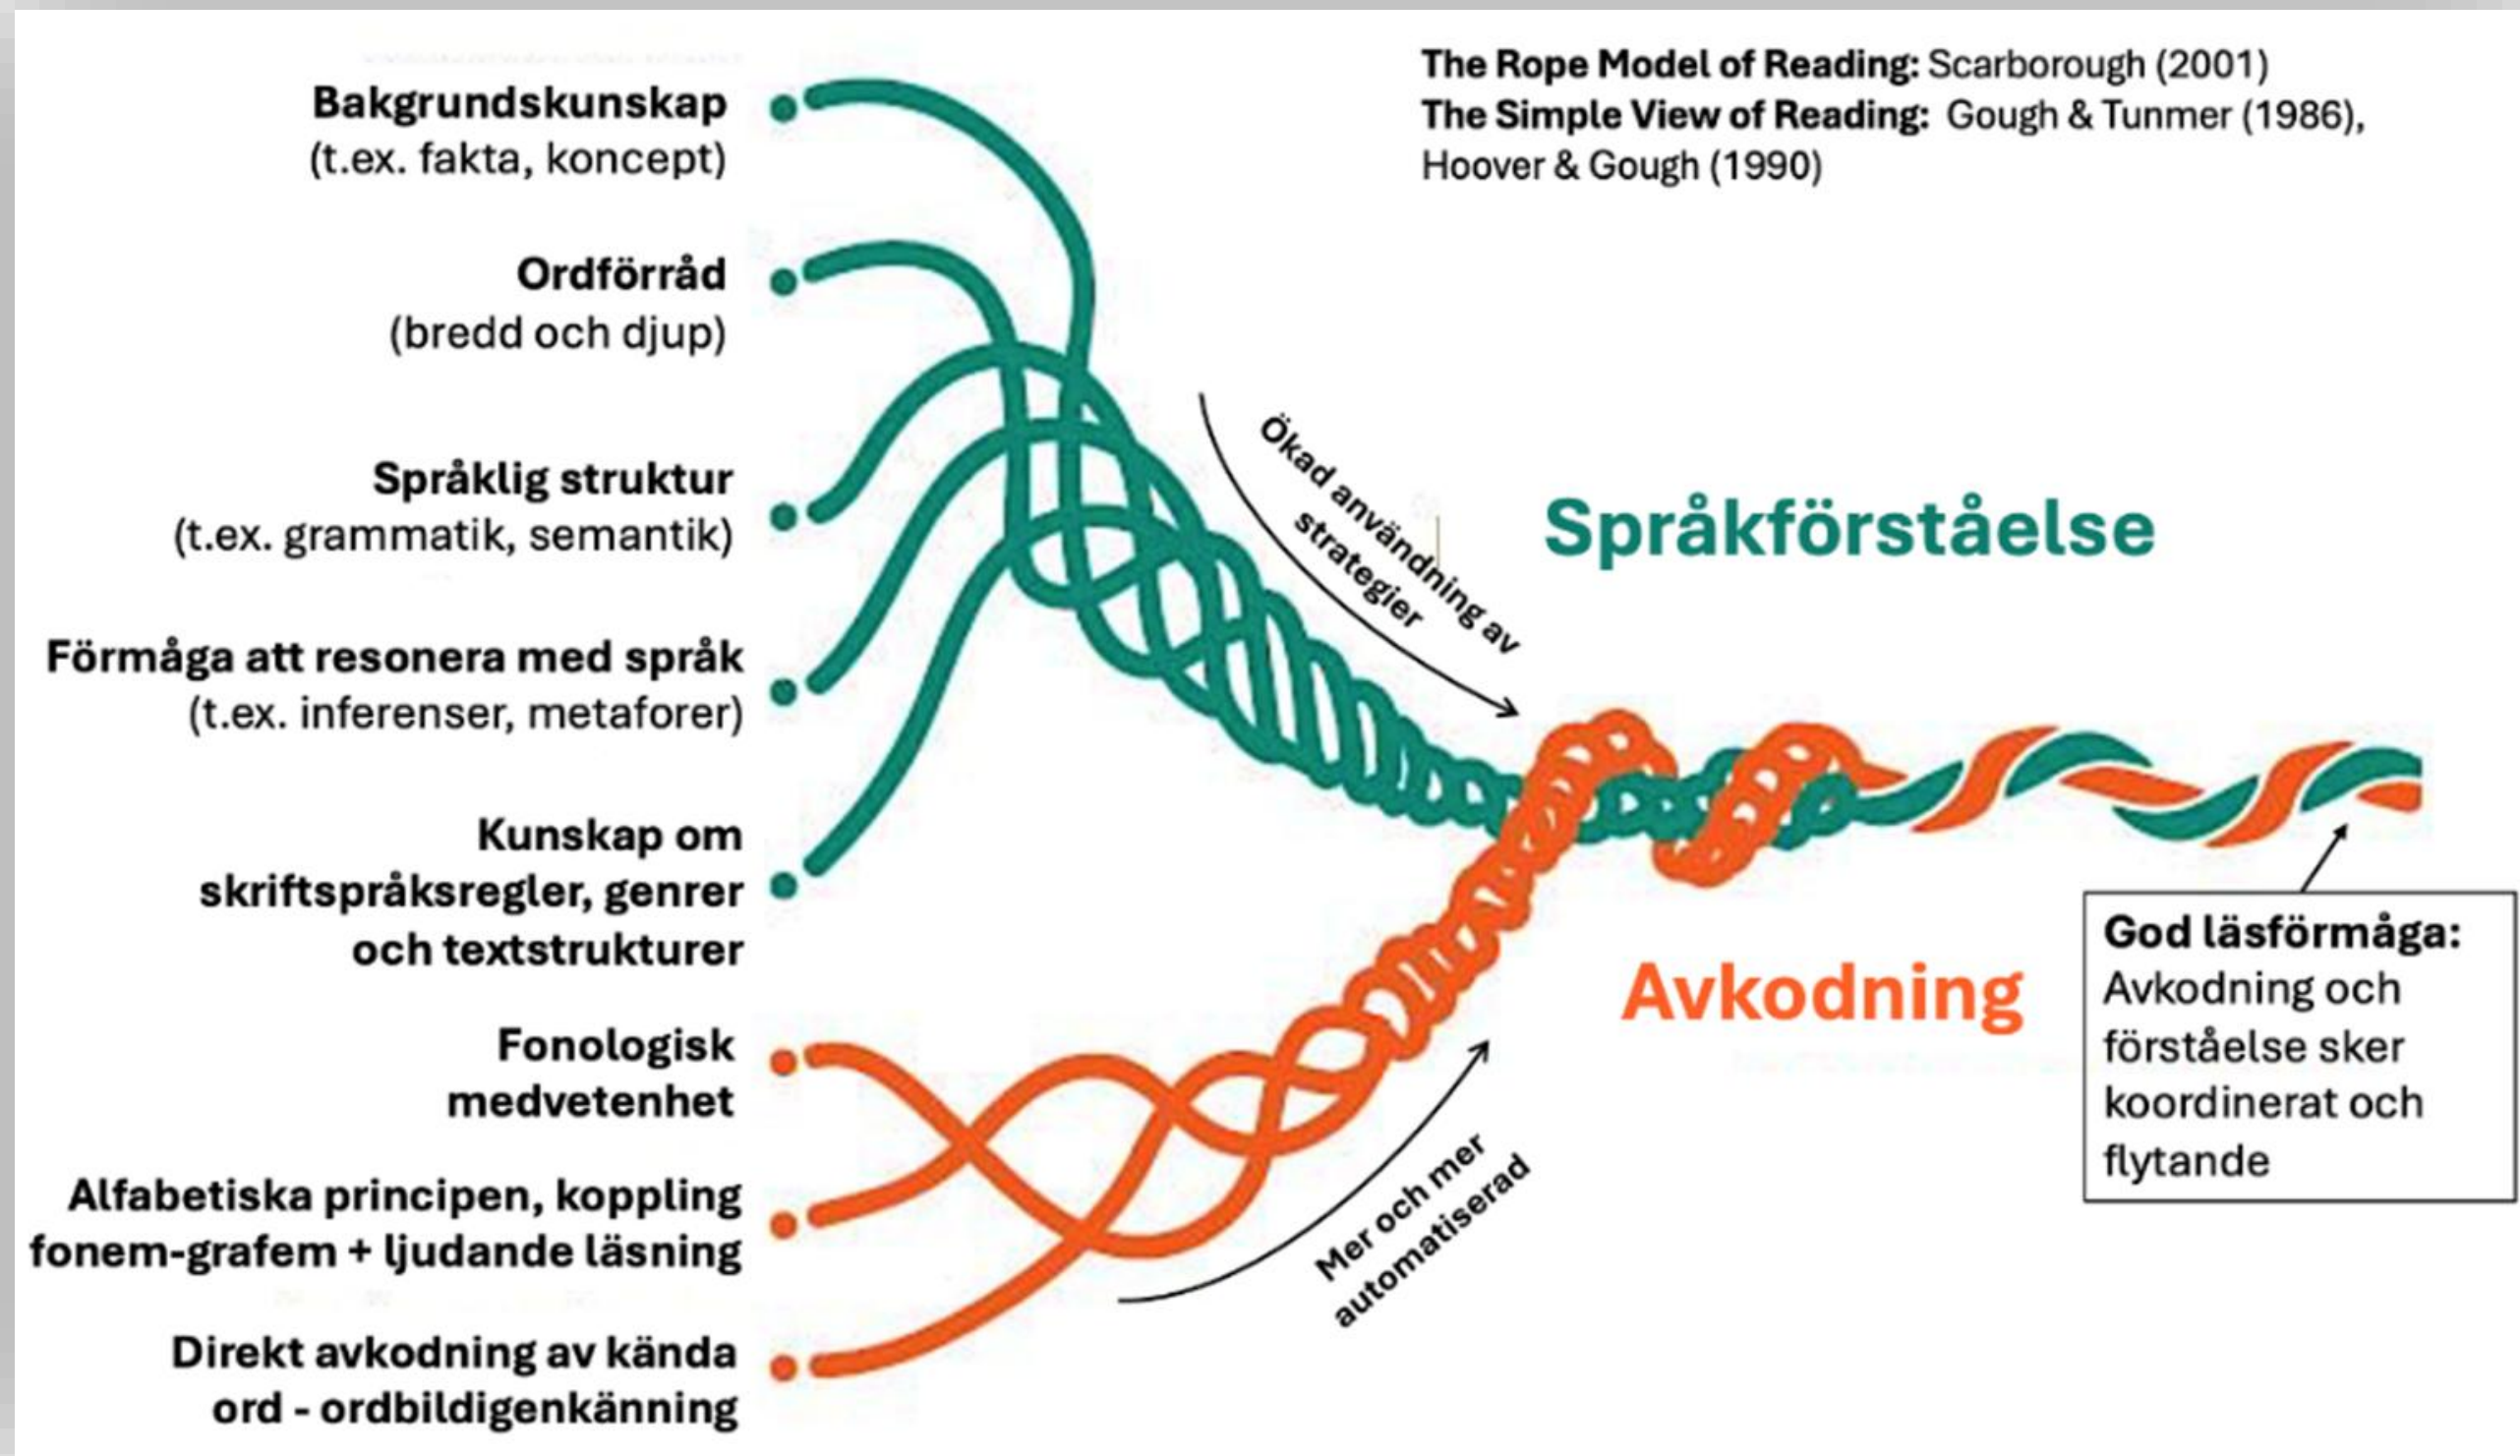 The Rope Model of Reading: Scarborough (2001)
The Simple View of Reading: Gough & Tunmer (1986),
Hoover & Gough (1990)
Bakgrundskunskap
(t.ex. fakta, koncept)
Ordförråd
(bredd och djup)
Språklig struktur
(t.ex. grammatik, semantik)
Förmåga att resonera med språk
(t.ex. inferenser, metaforer)
Kunskap om
skriftspråksregler, genrer
och textstrukturer
Fonologisk
medvetenhet
Alfabetiska principen, koppling
fonem-grafem + ljudande läsning
Direkt avkodning av kända
ord - ordbildigenkänning
Ökad användning av
strategier
Språkförståelse
Avkodning
Mer och mer
automatiserad
God läsförmåga:
Avkodning och
förståelse sker
koordinerat och
flytande